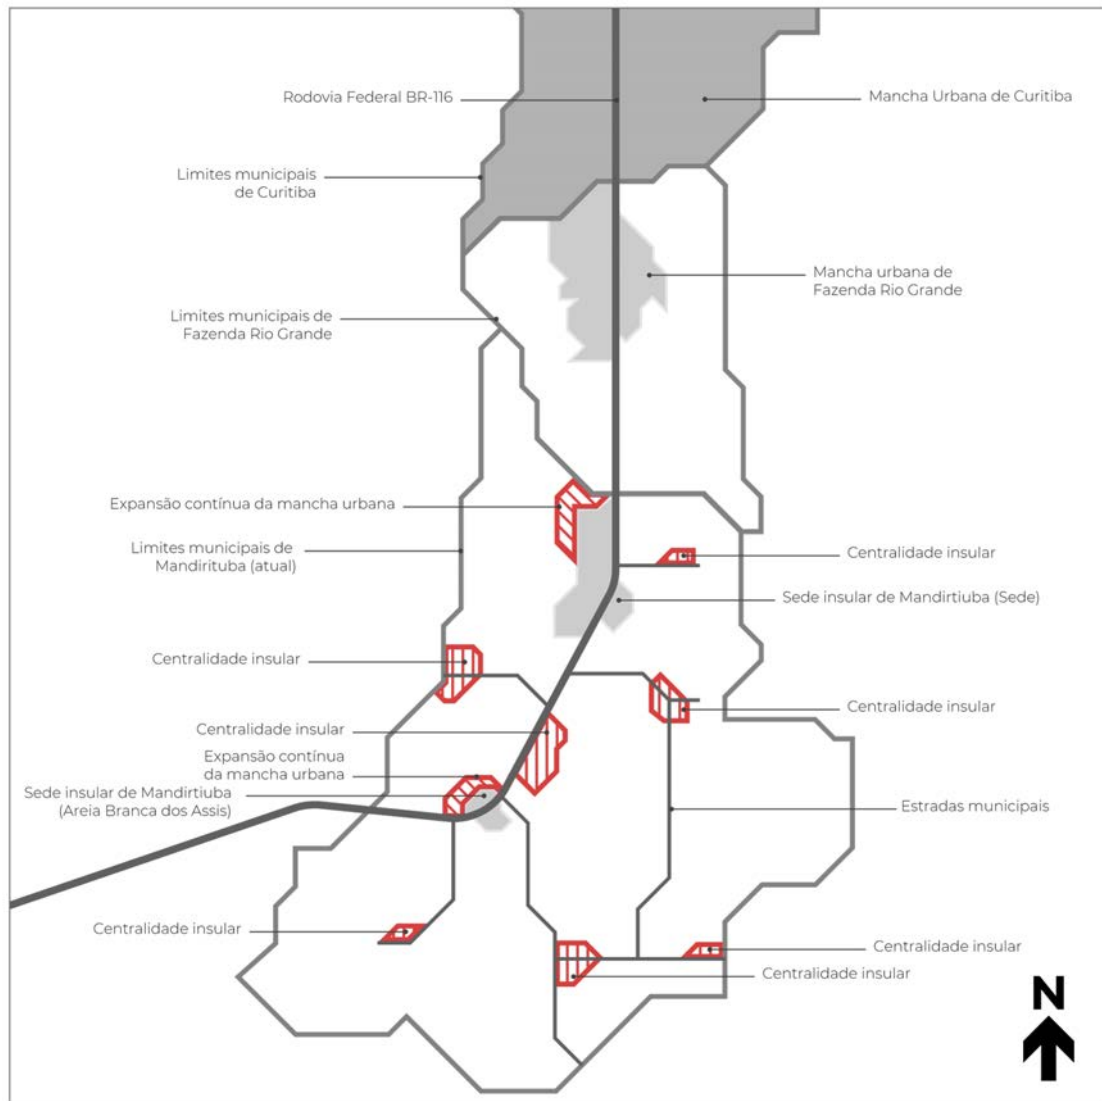 Rodovia Federal BR-116
Mancha Urbana de Curitiba
Limites municipais
de Curitiba
Mancha urbana de
Fazenda Rio Grande
Limites municipais de
Fazenda Rio Grande
Expansão contínua da mancha urbana
Limites municipais de
Mandirituba (atual)
Centralidade insular
Sede insular de Mandirtiuba (Sede)
Centralidade insular
Centralidade insular
Centralidade insular
Expansão contínua
da mancha urbana
Sede insular de Mandirtiuba
(Areia Branca dos Assis)
Estradas municipais
Centralidade insular
Centralidade insular
Centralidade insular
N